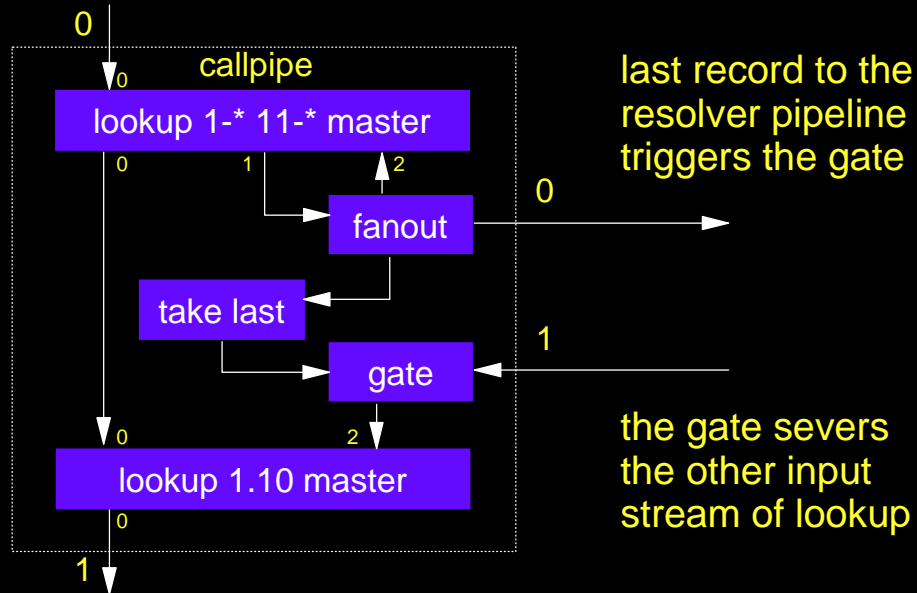 0
callpipe
0
lookup 1-* 11-* master
0
1
2
last record to the
resolver pipeline
triggers the gate
0
fanout
take last
1
gate
0
2
lookup 1.10 master
0
the gate severs
the other input
stream of lookup
1